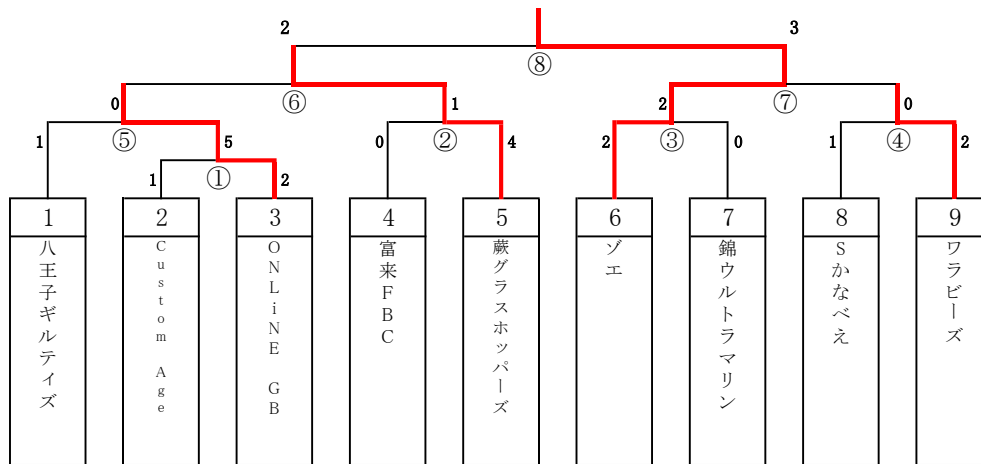 2 3
⑧
0 ⑥ 1 2 ⑦ 0
1 ⑤ 5 0 ② 4 2 ③ 0 1 ④ 2
1 ① 2
1 2 3 4 5 6 7 8 9
八王子ギルティズ
Custom Age
ONLiNE GB
富来FBC
蕨グラスホッパーズ
ゾエ
錦ウルトラマリン
Sかなべえ
ワラビーズ